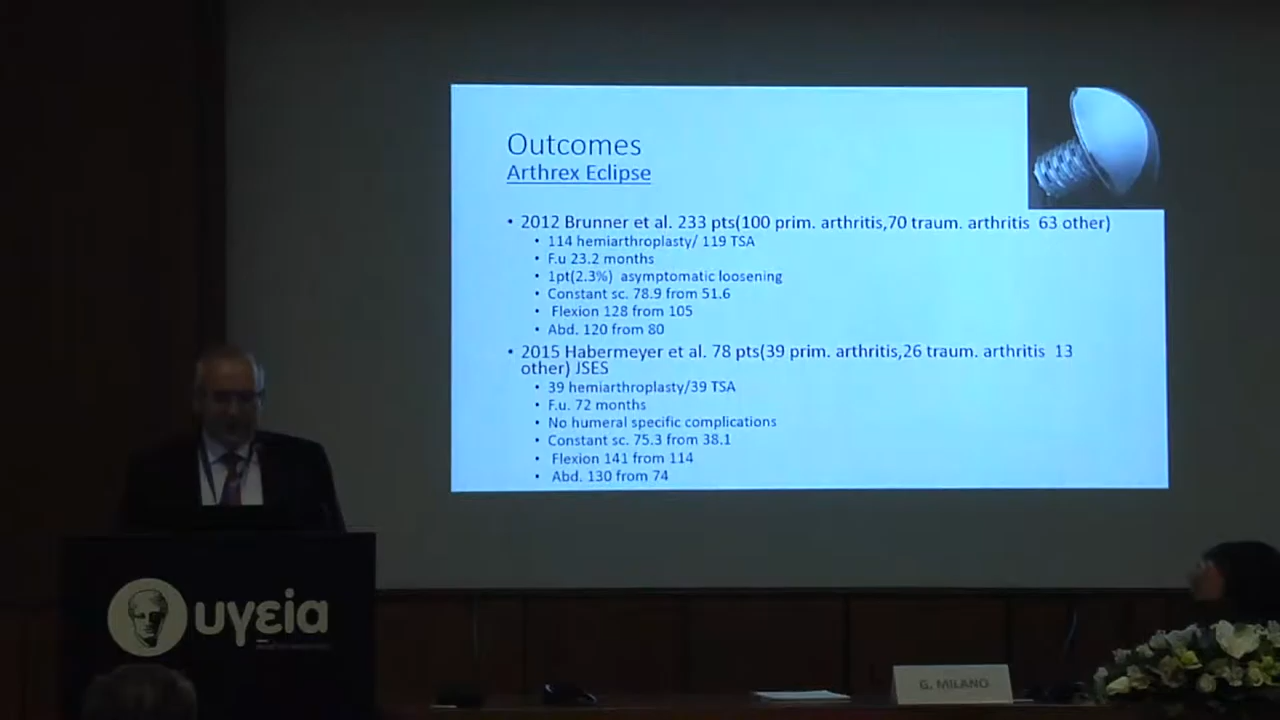 Outcomes
Arthrex Eclipse
• 2012 Brunner et al. 233 pts(100 prim. arthritis,70 traum. arthritis 63 other)
• 114 hemiarthroplasty/ 119 TSA
• F.u 23.2 months
• 1pt(2.3%) asymptomatic loosening
• Constant sc. 78.9 from 51.6
• Flexion 128 from 105
• Abd. 120 from 80
• 2015 Habermeyer et al. 78 pts(39 prim. arthritis,26 traum. arthritis 13
other) JSES
• 39 hemiarthroplasty/39 TSA
• F.u. 72 months
• No humeral specific complications
• Constant sc. 75.3 from 38.1
• Flexion 141 from 114
• Abd. 130 from 74
υγεία
G. MILANO